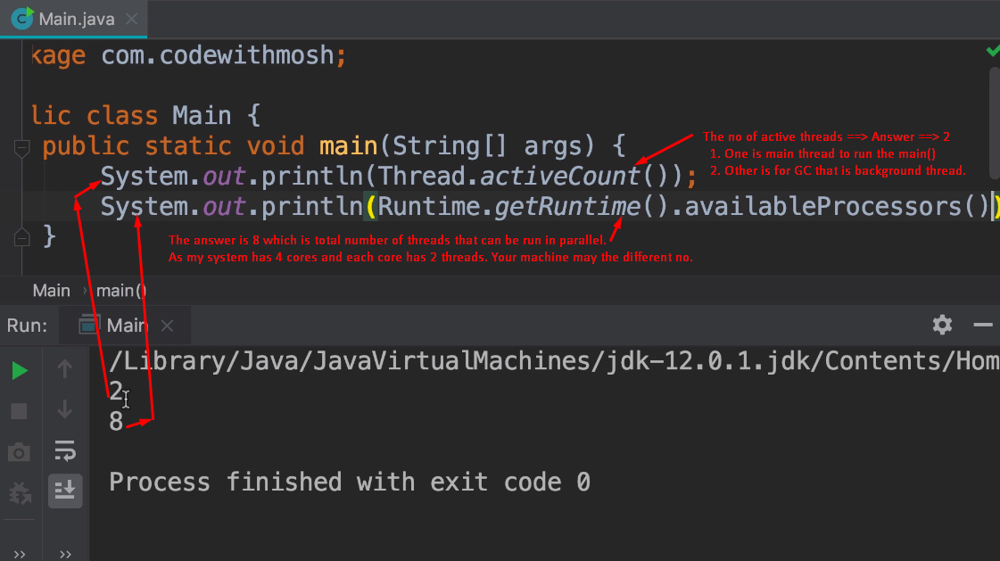 Main.java
kage com.codewithmosh;
lic class Main {
public static void main(String[] args) {
The no of active threads ==> Answer ==> 2
1. One is main thread to run the main()
2. Other is for GC that is background thread.
System.out.println(Thread.activeCount());
System.out.println(Runtime.getRuntime().availableProcessors())
}
The answer is 8 which is total number of threads that can be run in parallel.
As my system has 4 cores and each core has 2 threads. Your machine may the different no.
Main › main()
Run: Main
/Library/Java/JavaVirtualMachines/jdk-12.0.1.jdk/Contents/Hom
2
8
Process finished with exit code 0